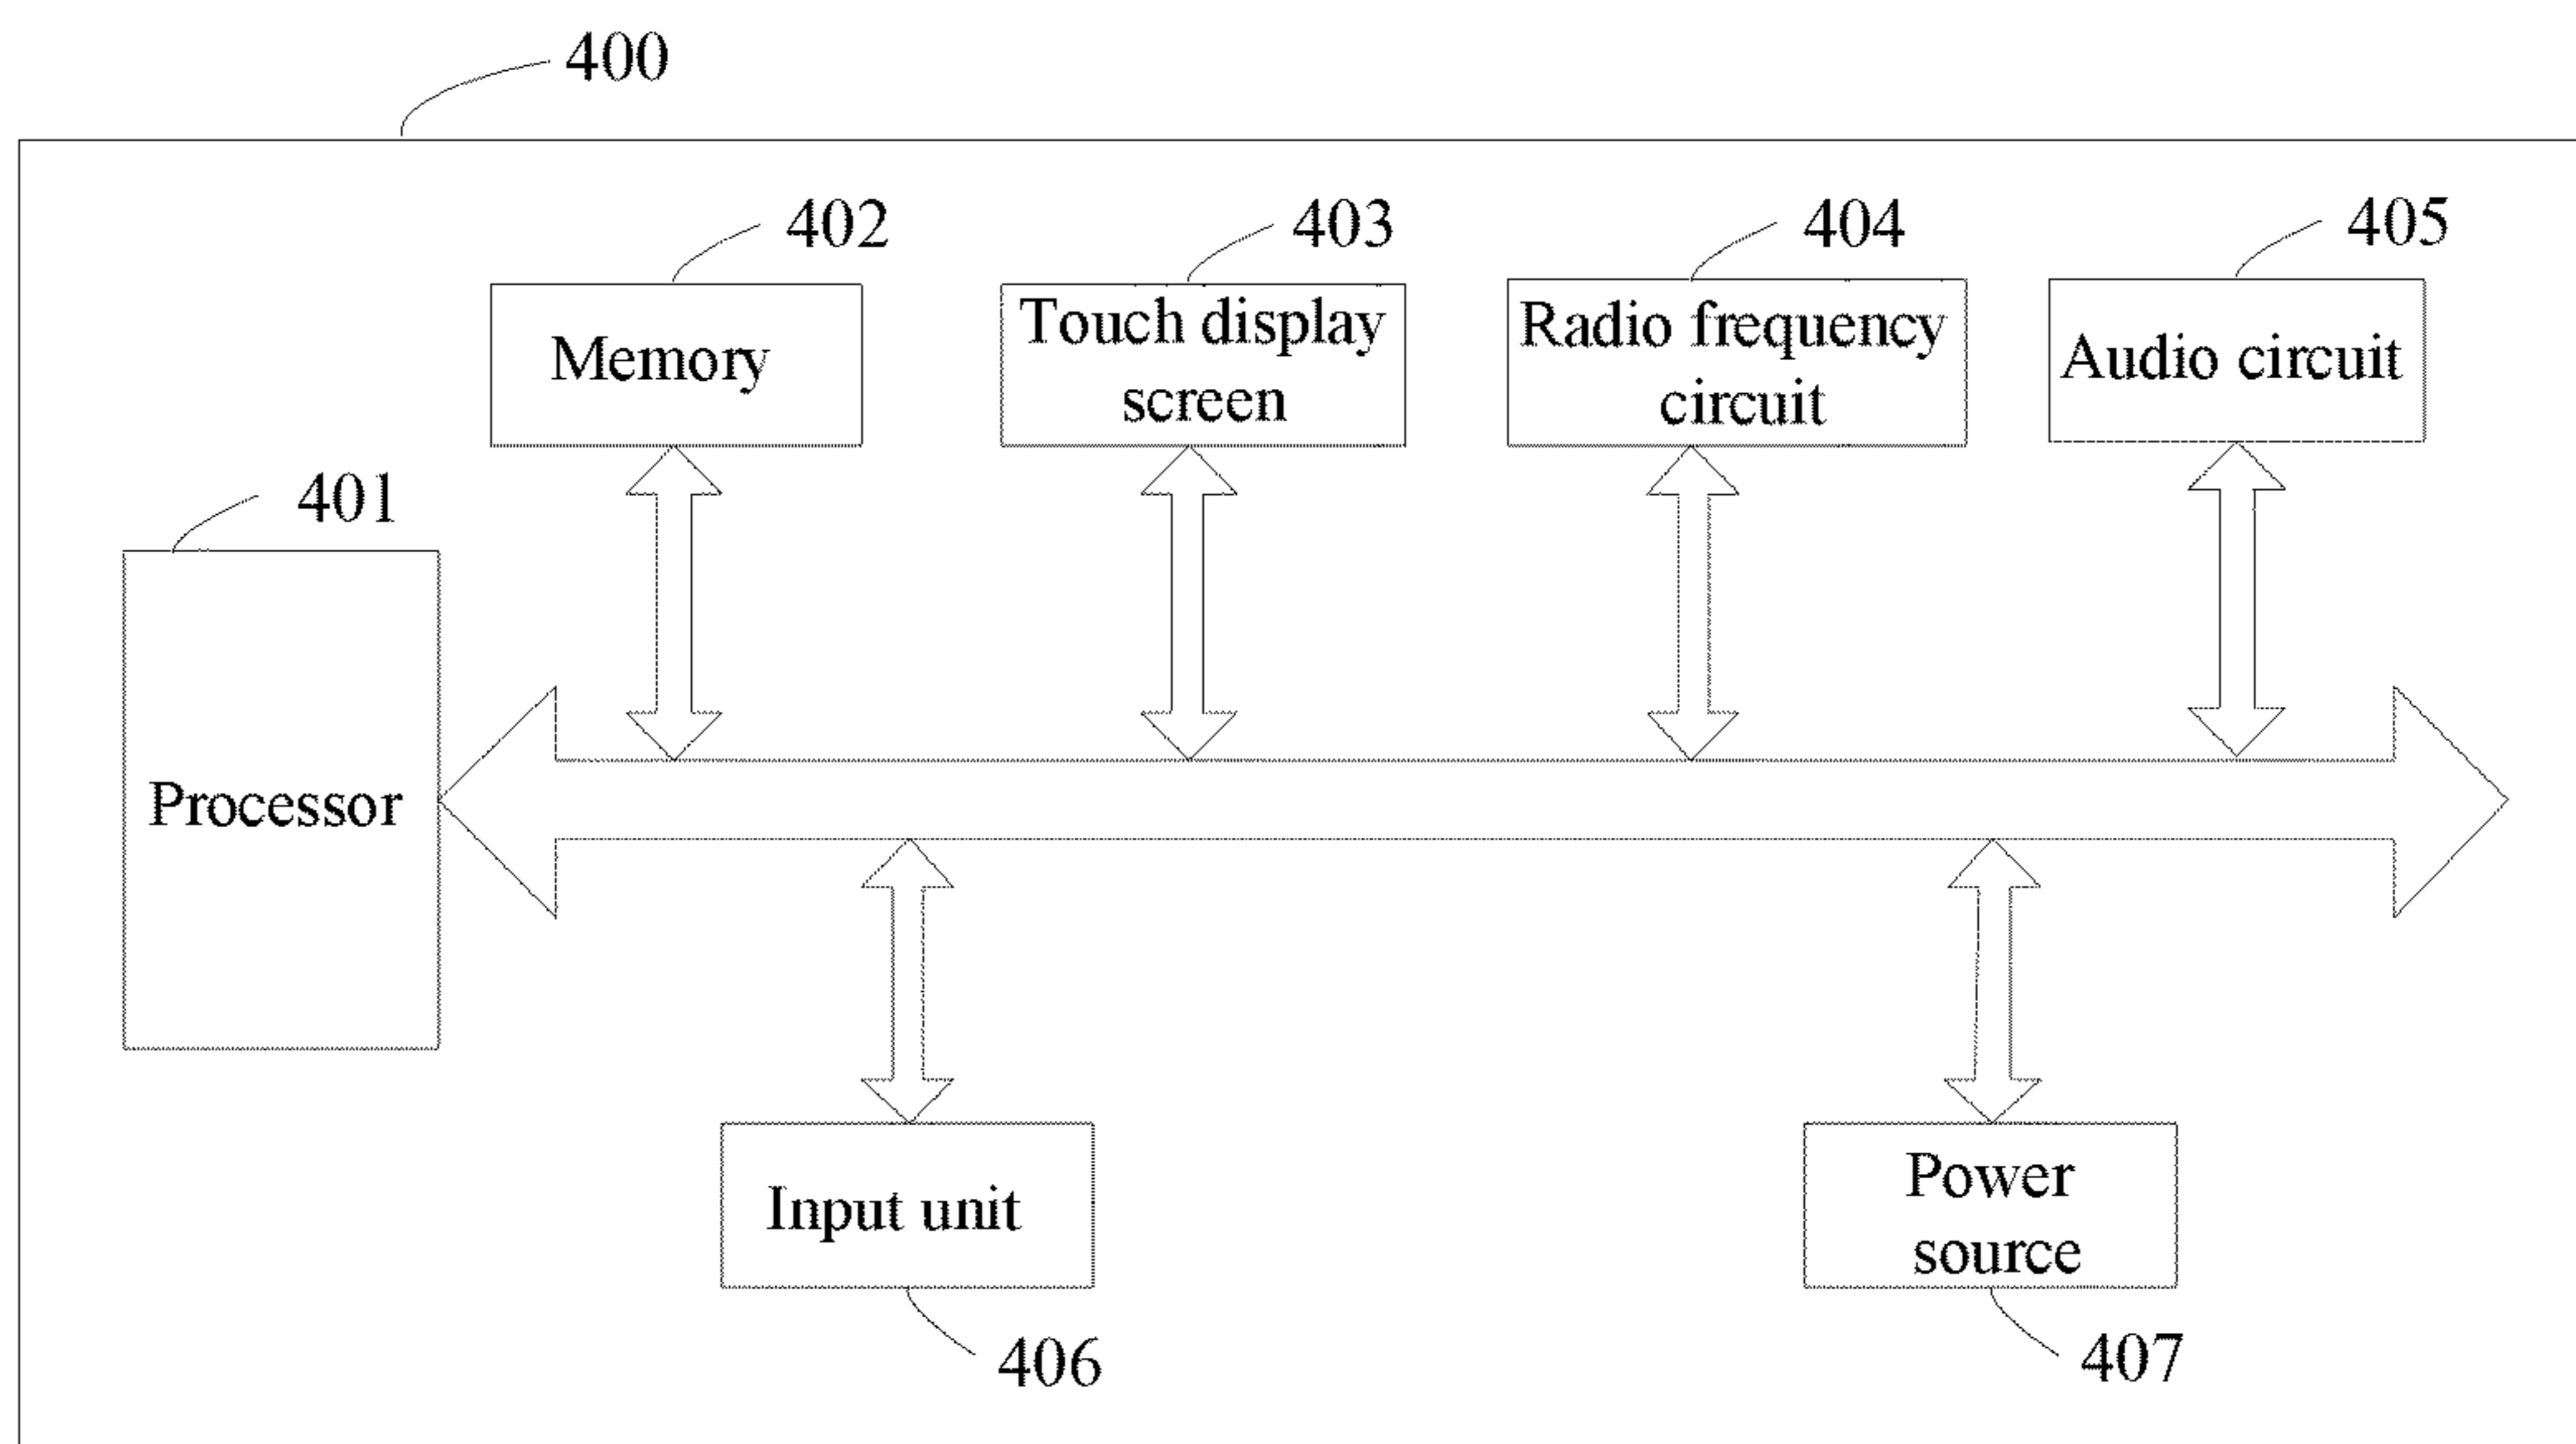 400
402
403
404
405
Memory
Touch display
screen
Radio frequency
circuit
Audio circuit
401
Processor
Input unit
Power
source
406
407